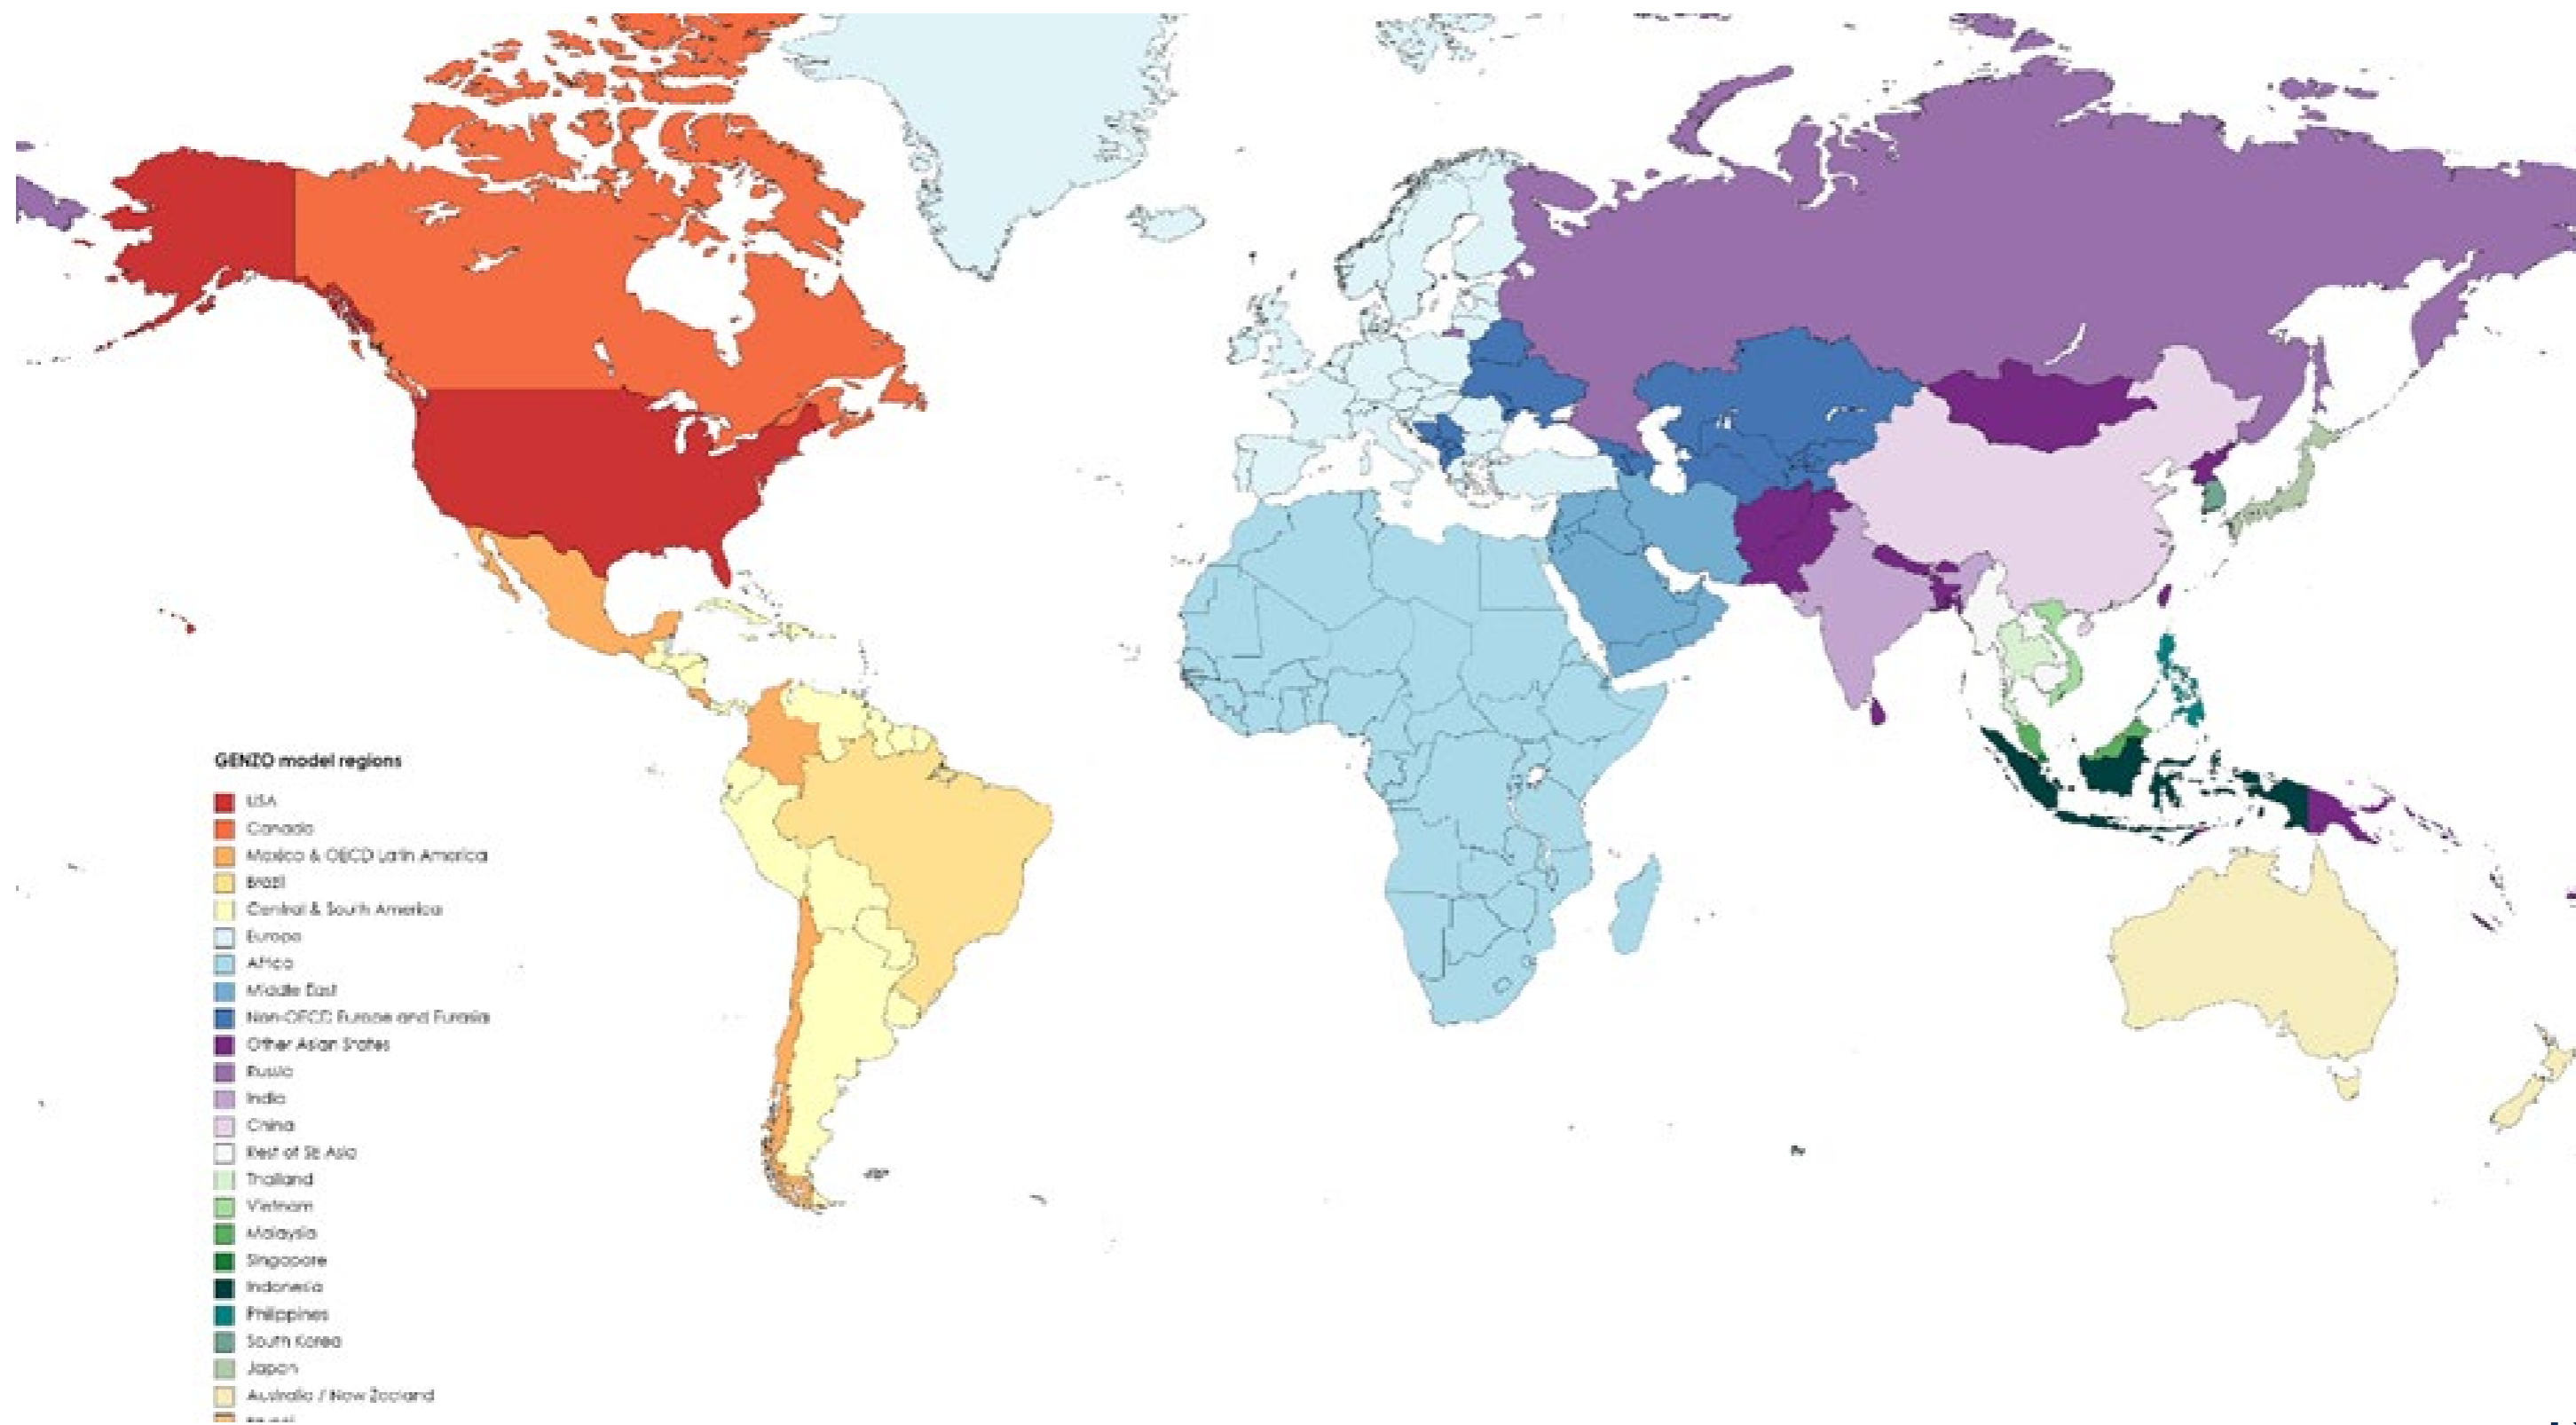 GENZO model regions
USA
Canada
Mexico & OECD Latin America
Brazil
Central & South America
Europe
Africa
Middle East
Non-OECD Europe and Eurasia
Other Asian States
Russia
India
China
Rest of SE Asia
Thailand
Vietnam
Malaysia
Singapore
Indonesia
Philippines
South Korea
Japan
Australia / New Zealand